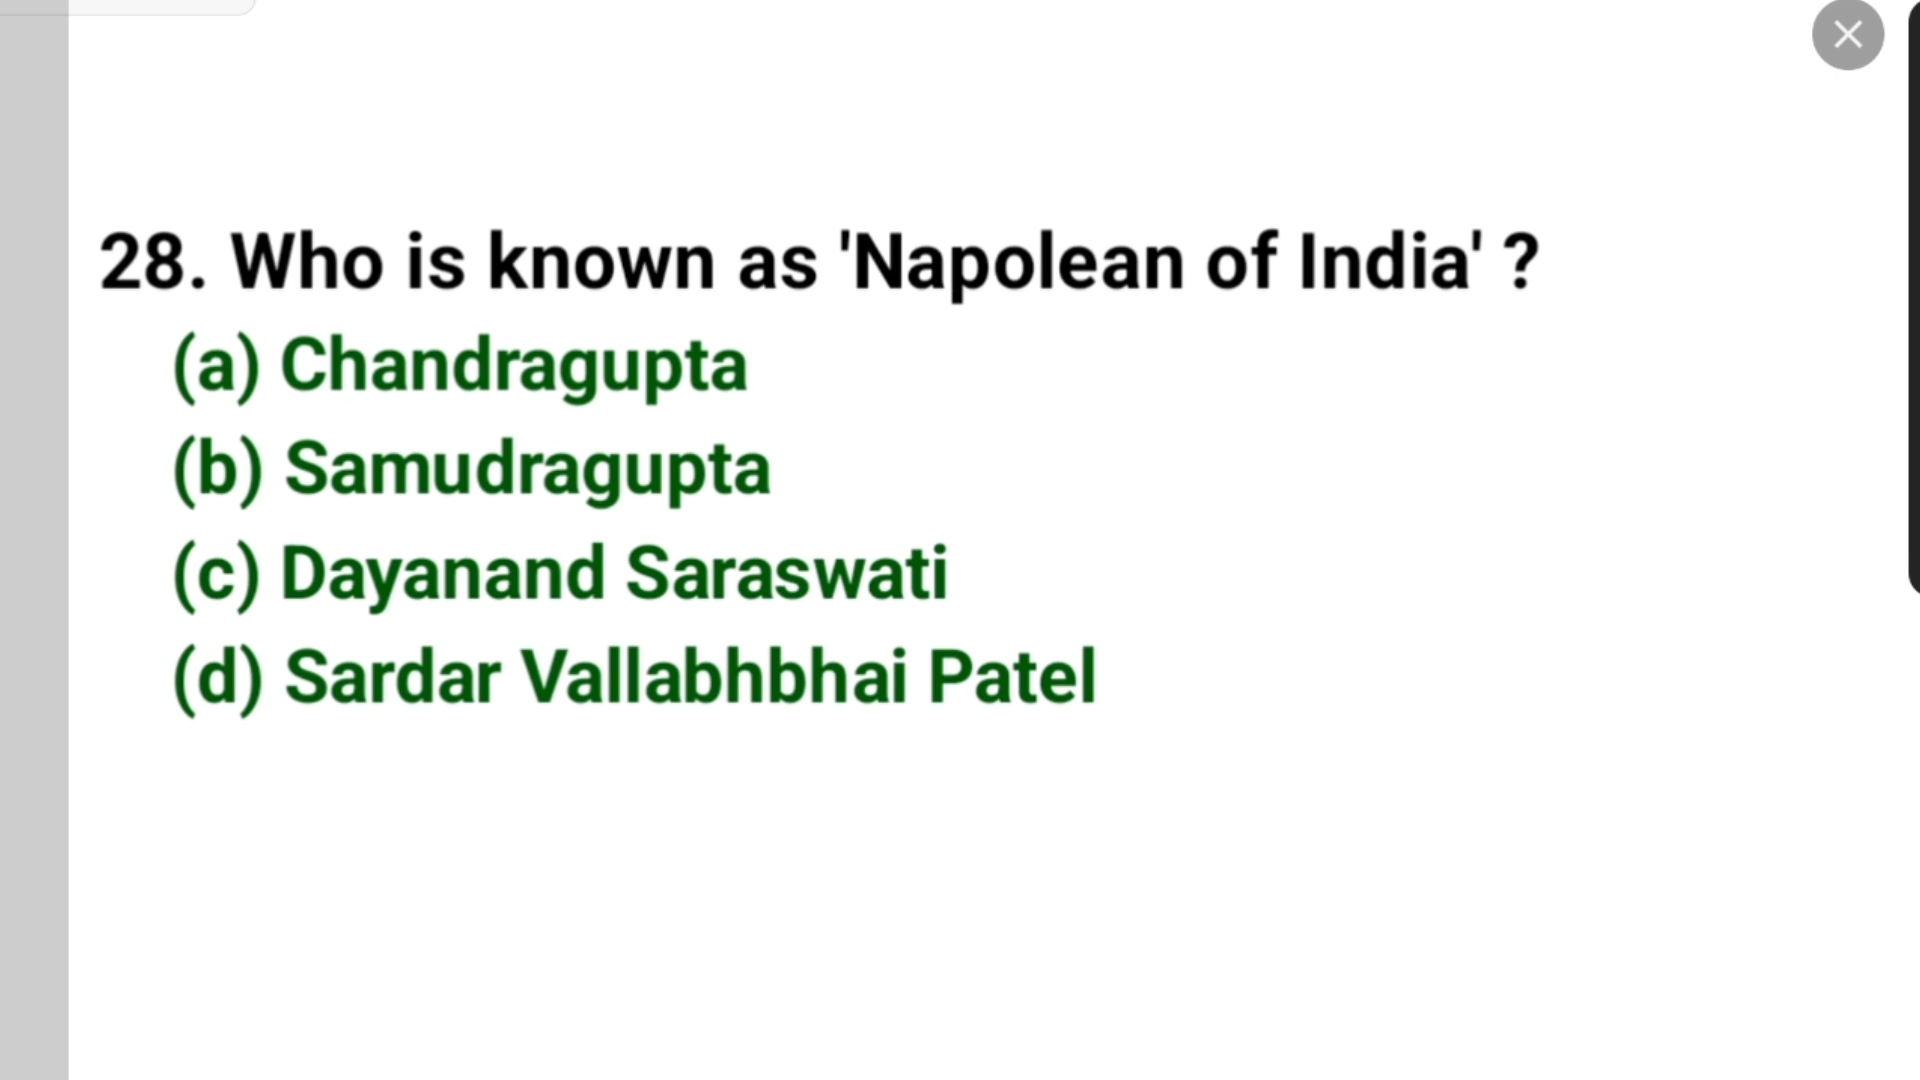 28. Who is known as 'Napolean of India' ?
(a) Chandragupta
(b) Samudragupta
(c) Dayanand Saraswati
(d) Sardar Vallabhbhai Patel